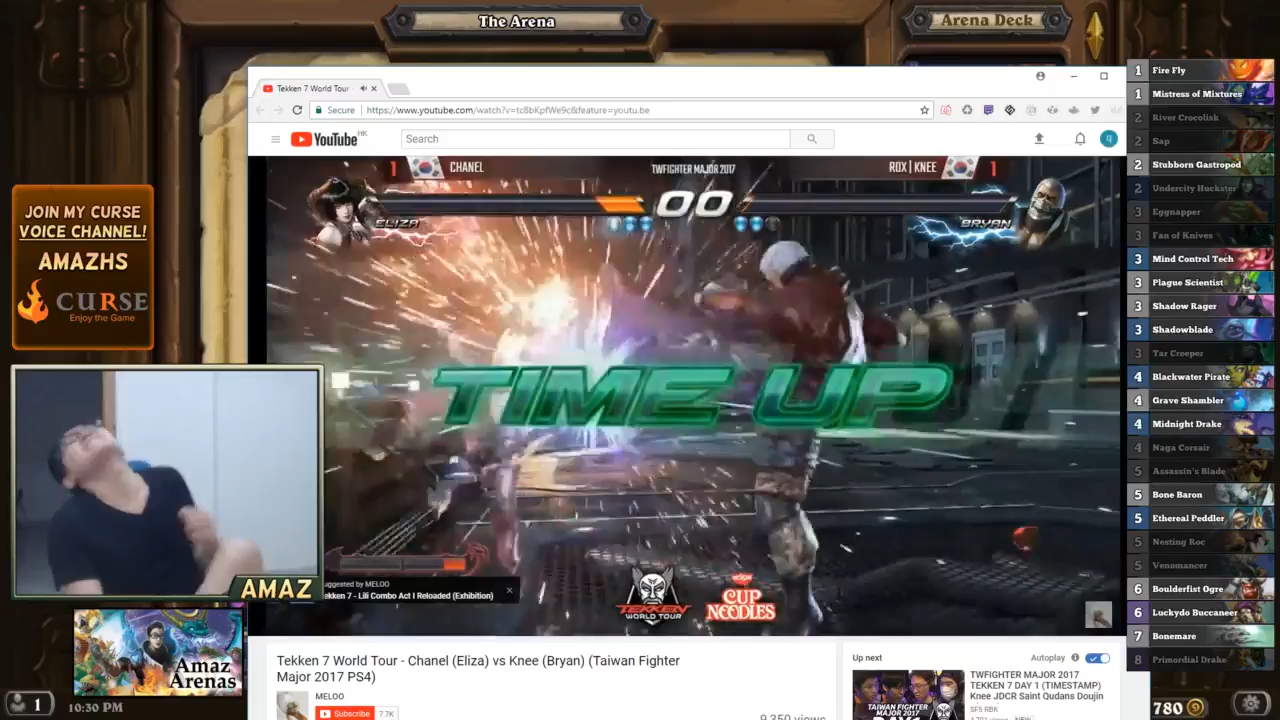 The Arena
Arena Deck
Tekken 7 World Tour
Secure
https://www.youtube.com/watch?v=tc8bKpfWe9c&feature=youtu.be
YouTube HK
Search
JOIN MY CURSE
VOICE CHANNEL!
AMAZHS
CURSE
Enjoy the Game
1
CHANEL
TWFIGHTER MAJOR 2017
ROX | KNEE
1
ELIZA
00
BRYAN
TIME UP
uggested by MELOO
ekken 7 - Lili Combo Act I Reloaded (Exhibition)
TEKKEN
WORLD TOUR
NISSIN
CUP
NOODLES
AMAZ
Amaz
Arenas
1
10:30 PM
Tekken 7 World Tour - Chanel (Eliza) vs Knee (Bryan) (Taiwan Fighter
Major 2017 PS4)
MELOO
Subscribe
7.7K
9,350 views
Up next
Autoplay
TWFIGHTER MAJOR 2017
TEKKEN 7 DAY 1 (TIMESTAMP)
Knee JDCR Saint Qudans Doujin
SFS RBK
1 Fire Fly
1 Mistress of Mixtures
2 River Crocolisk
2 Sap
2 Stubborn Gastropod
2 Undercity Huckster
3 Eggnapper
3 Fan of Knives
3 Mind Control Tech
3 Plague Scientist
3 Shadow Rager
3 Shadowblade
3 Tar Creeper
4 Blackwater Pirate
4 Grave Shambler
4 Midnight Drake
4 Naga Corsair
5 Assassin's Blade
5 Bone Baron
5 Ethereal Peddler
5 Nesting Roc
5 Venomancer
6 Boulderfist Ogre
6 Luckydo Buccaneer
7 Bonemare
8 Primordial Drake
780